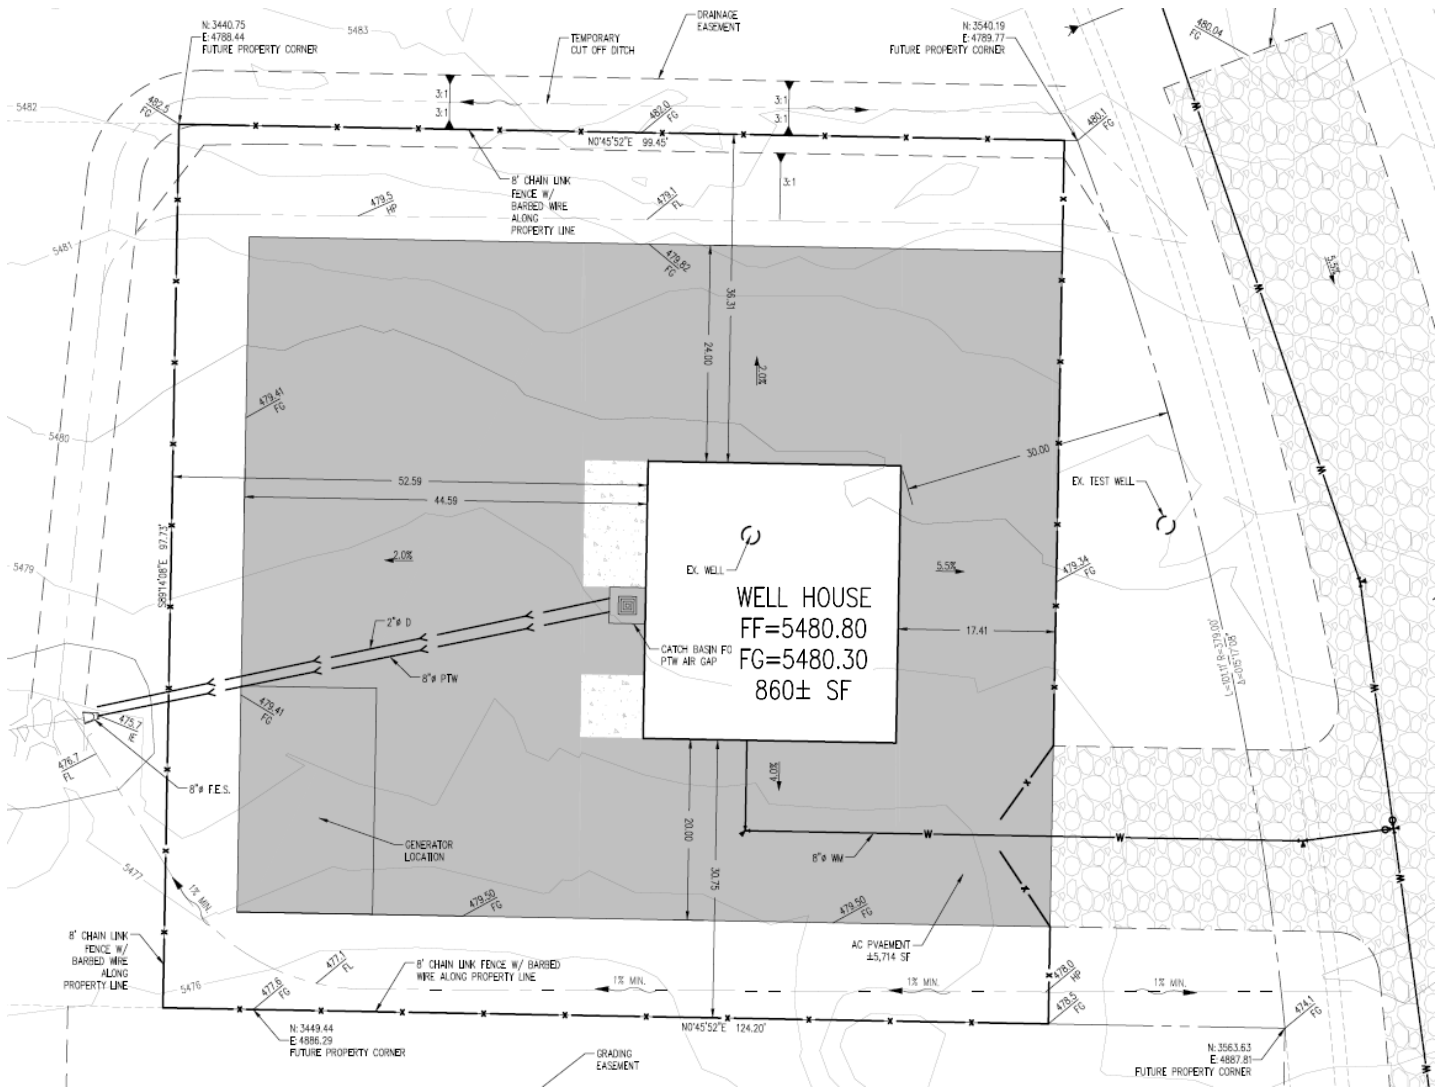 N: 3440.75
E: 4788.44
FUTURE PROPERTY CORNER
5483
TEMPORARY
CUT OFF DITCH
DRAINAGE
EASEMENT
N: 3540.19
E: 4789.77
FUTURE PROPERTY CORNER
480.04
FG
5482
482.5
FG
3:1
3:1
482.0
FG
3:1
3:1
480.1
FG
N0°45'52"E 99.45'
8' CHAIN LINK
FENCE W/
BARBED WIRE
ALONG
PROPERTY LINE
479.5
HP
479.1
FL
3:1
5481
479.82
FG
5.5%
36.31
24.00
2.0%
479.41
FG
5480
30.00
52.59
44.59
EX. TEST WELL
S89°14'08"E 97.73'
EX. WELL
5479
2.0%
5.5%
479.34
FG
WELL HOUSE
FF=5480.80
FG=5480.30
860± SF
2"ø D
CATCH BASIN FO
PTW AIR GAP
17.41
8"ø PTW
L=101.11' R=379.00'
Δ=015°17'08"
479.41
FG
475.7
IE
476.7
FL
8"ø F.E.S.
4.0%
GENERATOR
LOCATION
20.00
30.75
8"ø WM
W
W
W
W
W
W
W
W
W
5477
1% MIN.
479.50
FG
479.50
FG
AC PVAEMENT
±5,714 SF
8' CHAIN LINK
FENCE W/
BARBED WIRE
ALONG
PROPERTY LINE
477.1
FL
8' CHAIN LINK FENCE W/ BARBED
WIRE ALONG PROPERTY LINE
5476
477.6
FG
1% MIN.
1% MIN.
478.0
HP
1% MIN.
478.5
FG
474.1
FG
N0°45'52"E 124.20'
N: 3449.44
E: 4886.29
FUTURE PROPERTY CORNER
GRADING
EASEMENT
N: 3563.63
E: 4887.81
FUTURE PROPERTY CORNER